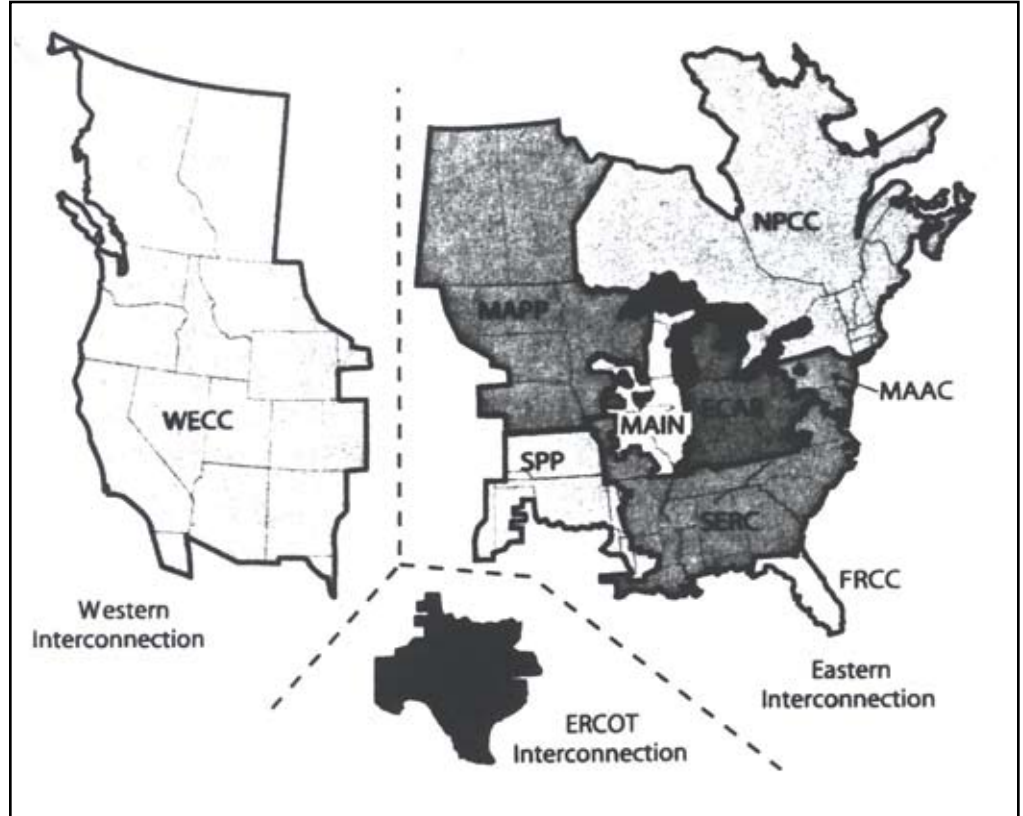 NPCC
MAPP
MAAC
WECC
ECAR
MAIN
SPP
SERC
FRCC
Western
Interconnection
Eastern
Interconnection
ERCOT
Interconnection